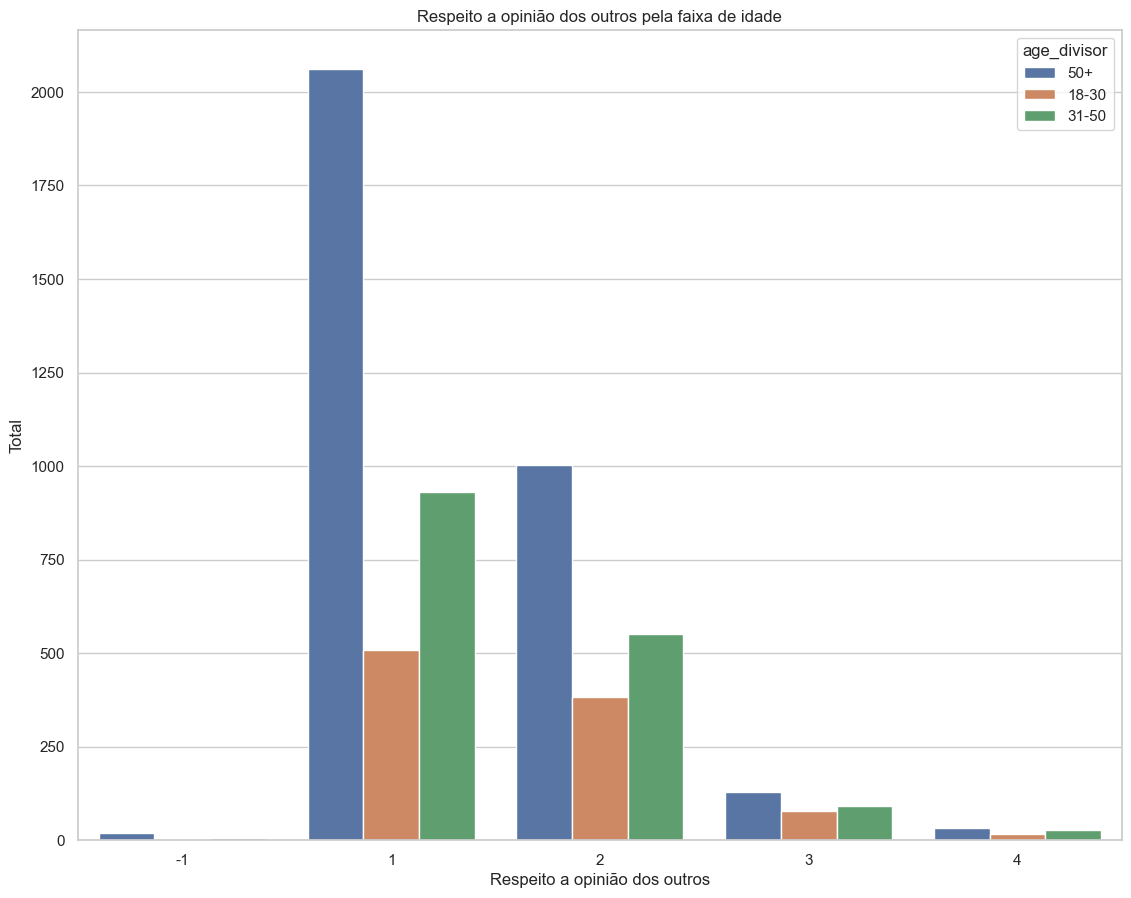 Respeito a opinião dos outros pela faixa de idade
age_divisor
50+
18-30
31-50
2000
1750
1500
1250
1000
750
500
250
0
Total
-1 1 2 3 4
Respeito a opinião dos outros